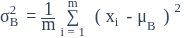 σ²_B = 1/m Σ_{i=1}^{m} ( x_i - μ_B )²